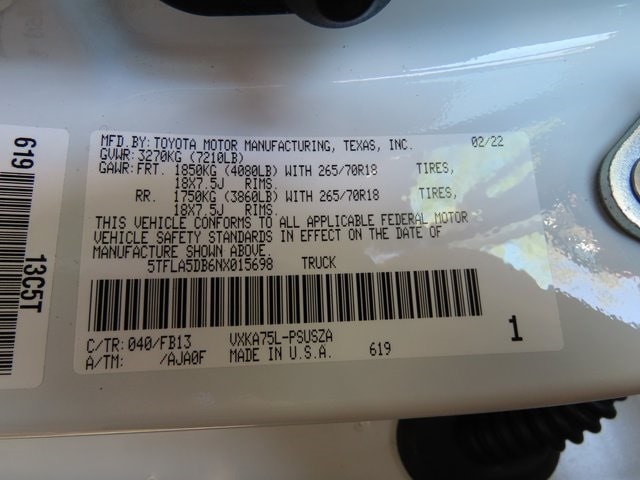 MFD. BY: TOYOTA MOTOR MANUFACTURING, TEXAS, INC. 02/22
GVWR: 3270KG (7210LB)
GAWR: FRT. 1850KG (4080LB) WITH 265/70R18 TIRES,
18X7.5J RIMS.
RR. 1750KG (3860LB) WITH 265/70R18 TIRES,
18X7.5J RIMS.
THIS VEHICLE CONFORMS TO ALL APPLICABLE FEDERAL MOTOR
VEHICLE SAFETY STANDARDS IN EFFECT ON THE DATE OF
MANUFACTURE SHOWN ABOVE.
5TFLA5DB6NX015698 TRUCK
C/TR: 040/FB13 VXKA75L-PSUSZA 1
A/TM: /AJA0F MADE IN U.S.A. 619
619
13C5T